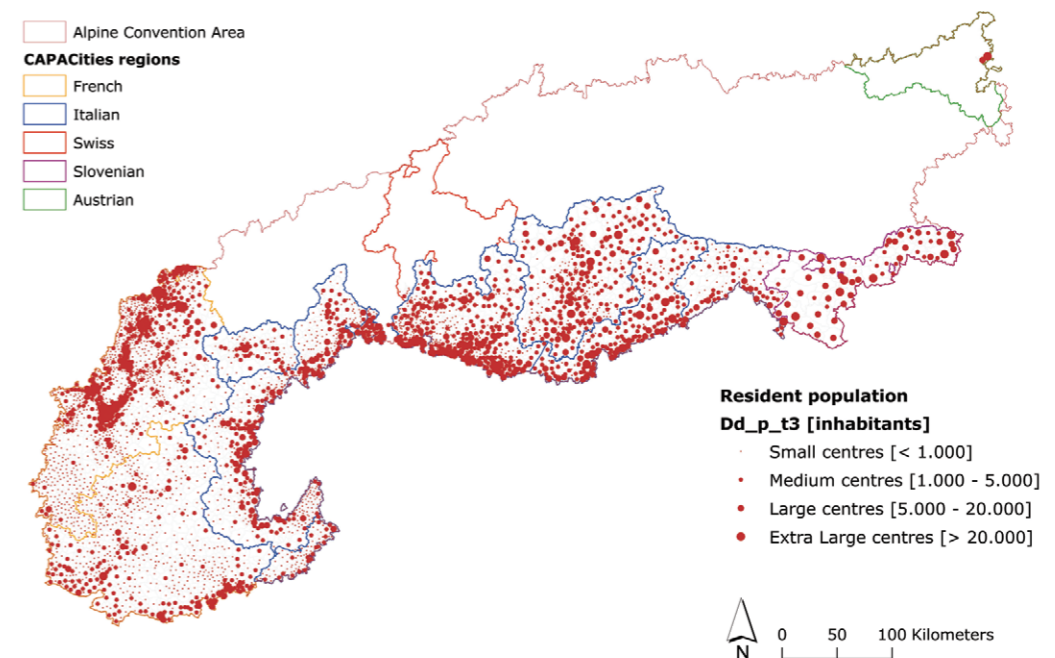 Alpine Convention Area
CAPACities regions
French
Italian
Swiss
Slovenian
Austrian
Resident population
Dd_p_t3 [inhabitants]
Small centres [< 1.000]
Medium centres [1.000 - 5.000]
Large centres [5.000 - 20.000]
Extra Large centres [> 20.000]
0 50 100 Kilometers
N